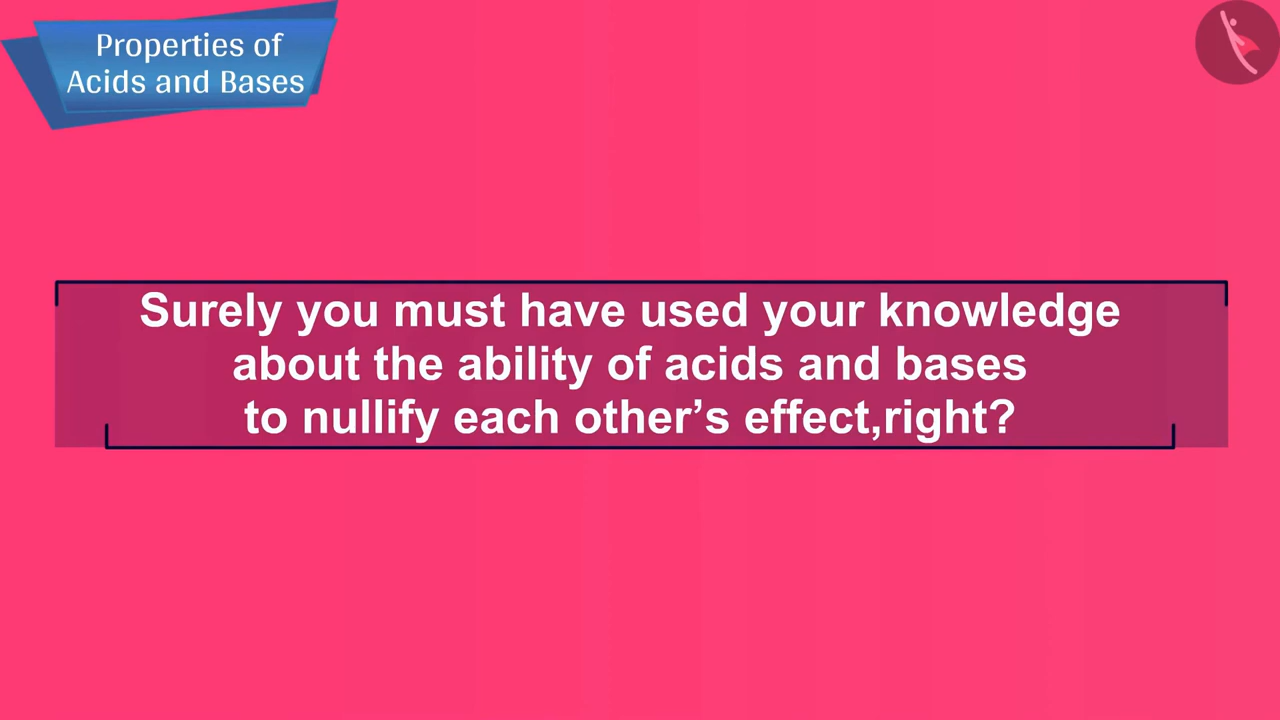 Properties of
Acids and Bases
Surely you must have used your knowledge
about the ability of acids and bases
to nullify each other’s effect,right?